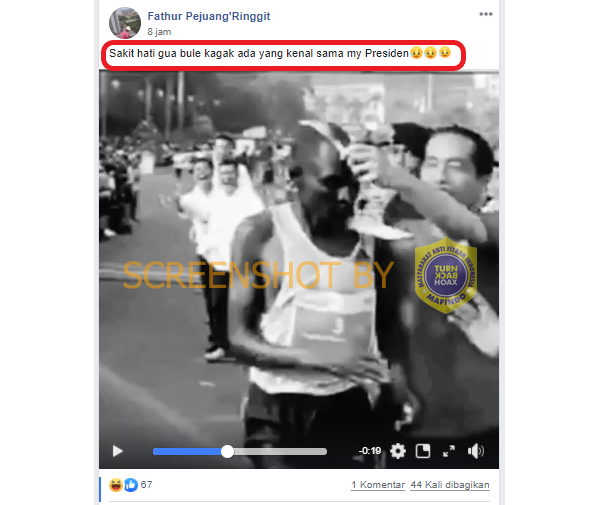 Fathur Pejuang'Ringgit
8 jam
Sakit hati gua bule kagak ada yang kenal sama my Presiden😣😣😣
SCREENSHOT BY
MASYARAKAT ANTI FITNAH INDONESIA
TURN
BACK
HOAX
MAFINDO
3
-0:19
67
1 Komentar
44 Kali dibagikan